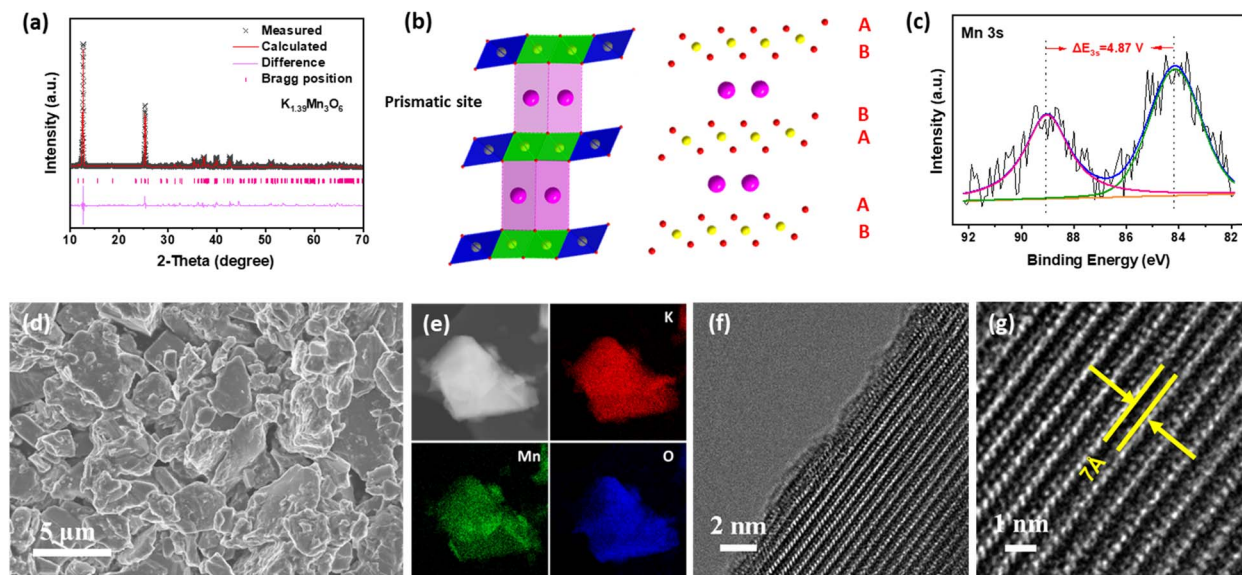 (a)
Intensity (a.u.)
× Measured
Calculated
Difference
Bragg position
K1.39Mn3O6
10 20 30 40 50 60 70
2-Theta (degree)
(b)
Prismatic site
A
B
B
A
A
B
(c)
Mn 3s
ΔE3s=4.87 V
Intensity (a.u.)
92 90 88 86 84 82
Binding Energy (eV)
(d)
5 μm
(e)
K
Mn
O
(f)
2 nm
(g)
7Å
1 nm